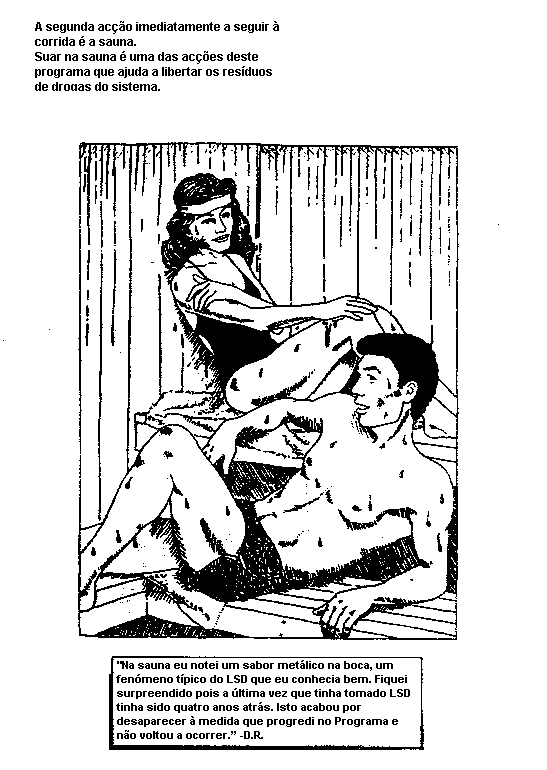 A segunda acção imediatamente a seguir à
corrida é a sauna.
Suar na sauna é uma das acções deste
programa que ajuda a libertar os resíduos
de drogas do sistema.
"Na sauna eu notei um sabor metálico na boca, um
fenómeno típico do LSD que eu conhecia bem. Fiquei
surpreendido pois a última vez que tinha tomado LSD
tinha sido quatro anos atrás. Isto acabou por
desaparecer à medida que progredi no Programa e
não voltou a ocorrer.” -D.R.